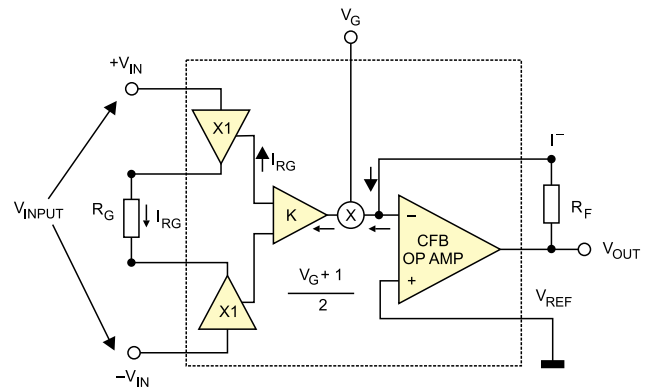 V_G
+V_IN
X1
I_RG
I⁻
V_INPUT
R_G
I_RG
K
X
−
CFB
OP AMP
+
R_F
V_OUT
V_G + 1
2
X1
V_REF
−V_IN